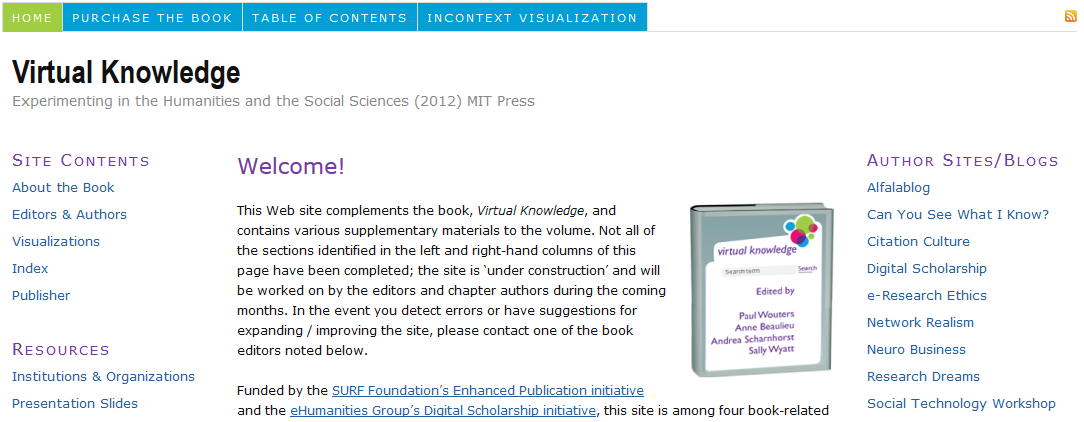 HOME PURCHASE THE BOOK TABLE OF CONTENTS INCONTEXT VISUALIZATION
Virtual Knowledge
Experimenting in the Humanities and the Social Sciences (2012) MIT Press
SITE CONTENTS
About the Book
Editors & Authors
Visualizations
Index
Publisher
RESOURCES
Institutions & Organizations
Presentation Slides
Welcome!
This Web site complements the book, Virtual Knowledge, and
contains various supplementary materials to the volume. Not all of
the sections identified in the left and right-hand columns of this
page have been completed; the site is ‘under construction’ and will
be worked on by the editors and chapter authors during the coming
months. In the event you detect errors or have suggestions for
expanding / improving the site, please contact one of the book
editors noted below.
Funded by the SURF Foundation´s Enhanced Publication initiative
and the eHumanities Group´s Digital Scholarship initiative, this site is among four book-related
virtual knowledge
Search term Search
Edited by
Paul Wouters
Anne Beaulieu
Andrea Scharnhorst
Sally Wyatt
AUTHOR SITES/BLOGS
Alfalablog
Can You See What I Know?
Citation Culture
Digital Scholarship
e-Research Ethics
Network Realism
Neuro Business
Research Dreams
Social Technology Workshop